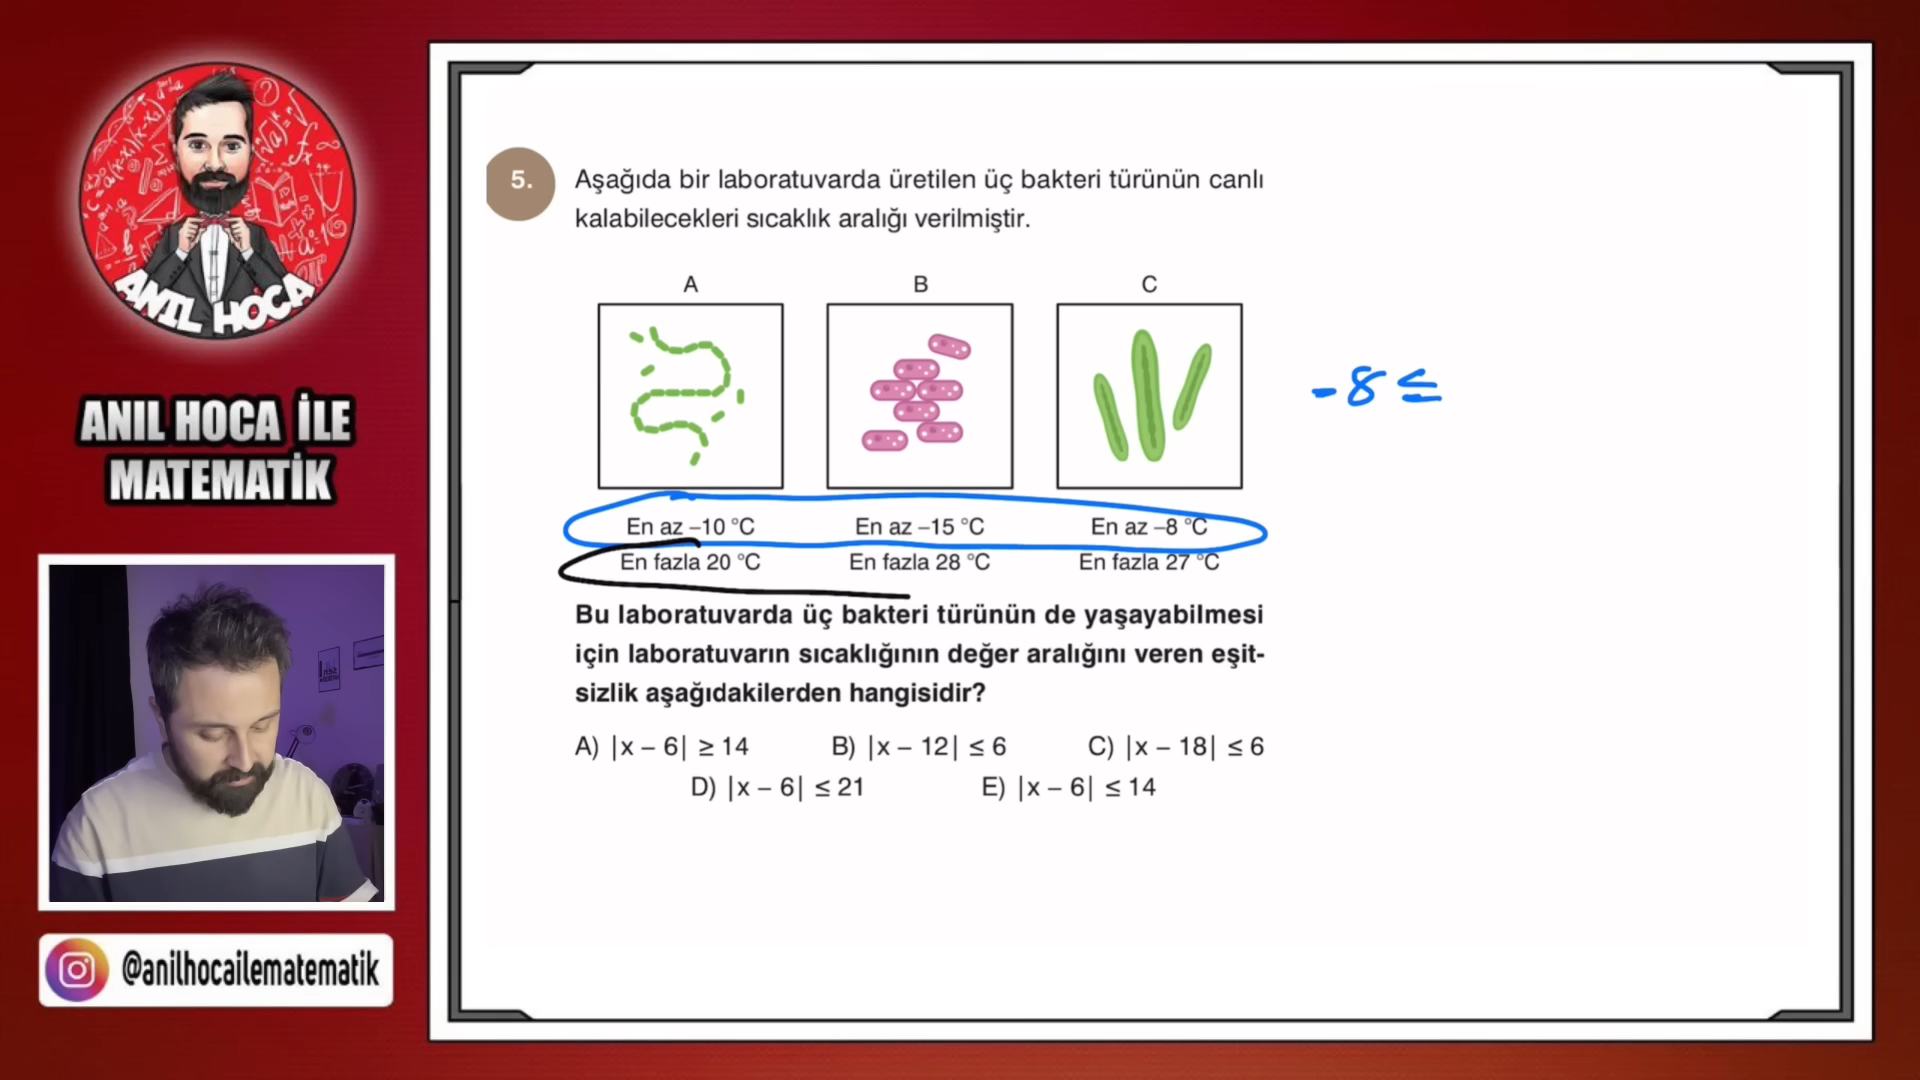 ANIL HOCA
ANIL HOCA İLE
MATEMATİK
@anilhocailematematik
5. Aşağıda bir laboratuvarda üretilen üç bakteri türünün canlı
kalabilecekleri sıcaklık aralığı verilmiştir.
A B C
-8 ≤
En az –10 °C En az –15 °C En az –8 °C
En fazla 20 °C En fazla 28 °C En fazla 27 °C
Bu laboratuvarda üç bakteri türünün de yaşayabilmesi
için laboratuvarın sıcaklığının değer aralığını veren eşit-
sizlik aşağıdakilerden hangisidir?
A) |x – 6| ≥ 14 B) |x – 12| ≤ 6 C) |x – 18| ≤ 6
D) |x – 6| ≤ 21 E) |x – 6| ≤ 14